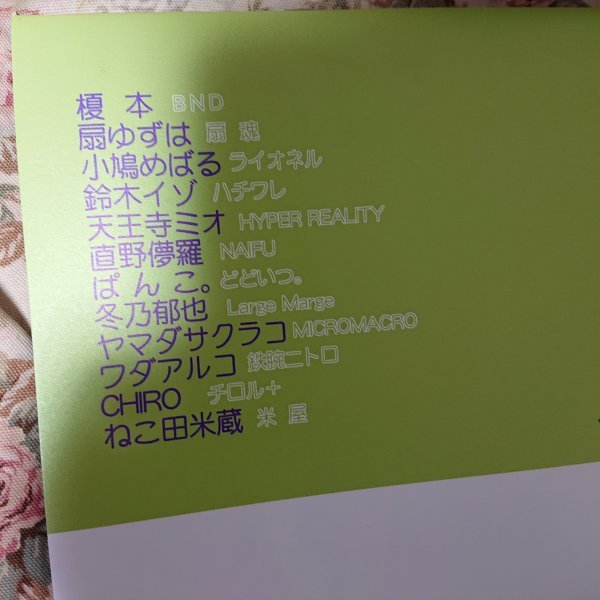 榎本 BND
扇ゆずは 扇魂
小鳩めばる ライオネル
鈴木イゾ ハチワレ
天王寺ミオ HYPER REALITY
直野儚羅 NAIFU
ぱんこ。 どどいつ。
冬乃郁也 Large Marge
ヤマダサクラコ MICROMACRO
ワダアルコ 鉄腕ニトロ
CHIRO チロル+
ねこ田米蔵 米屋